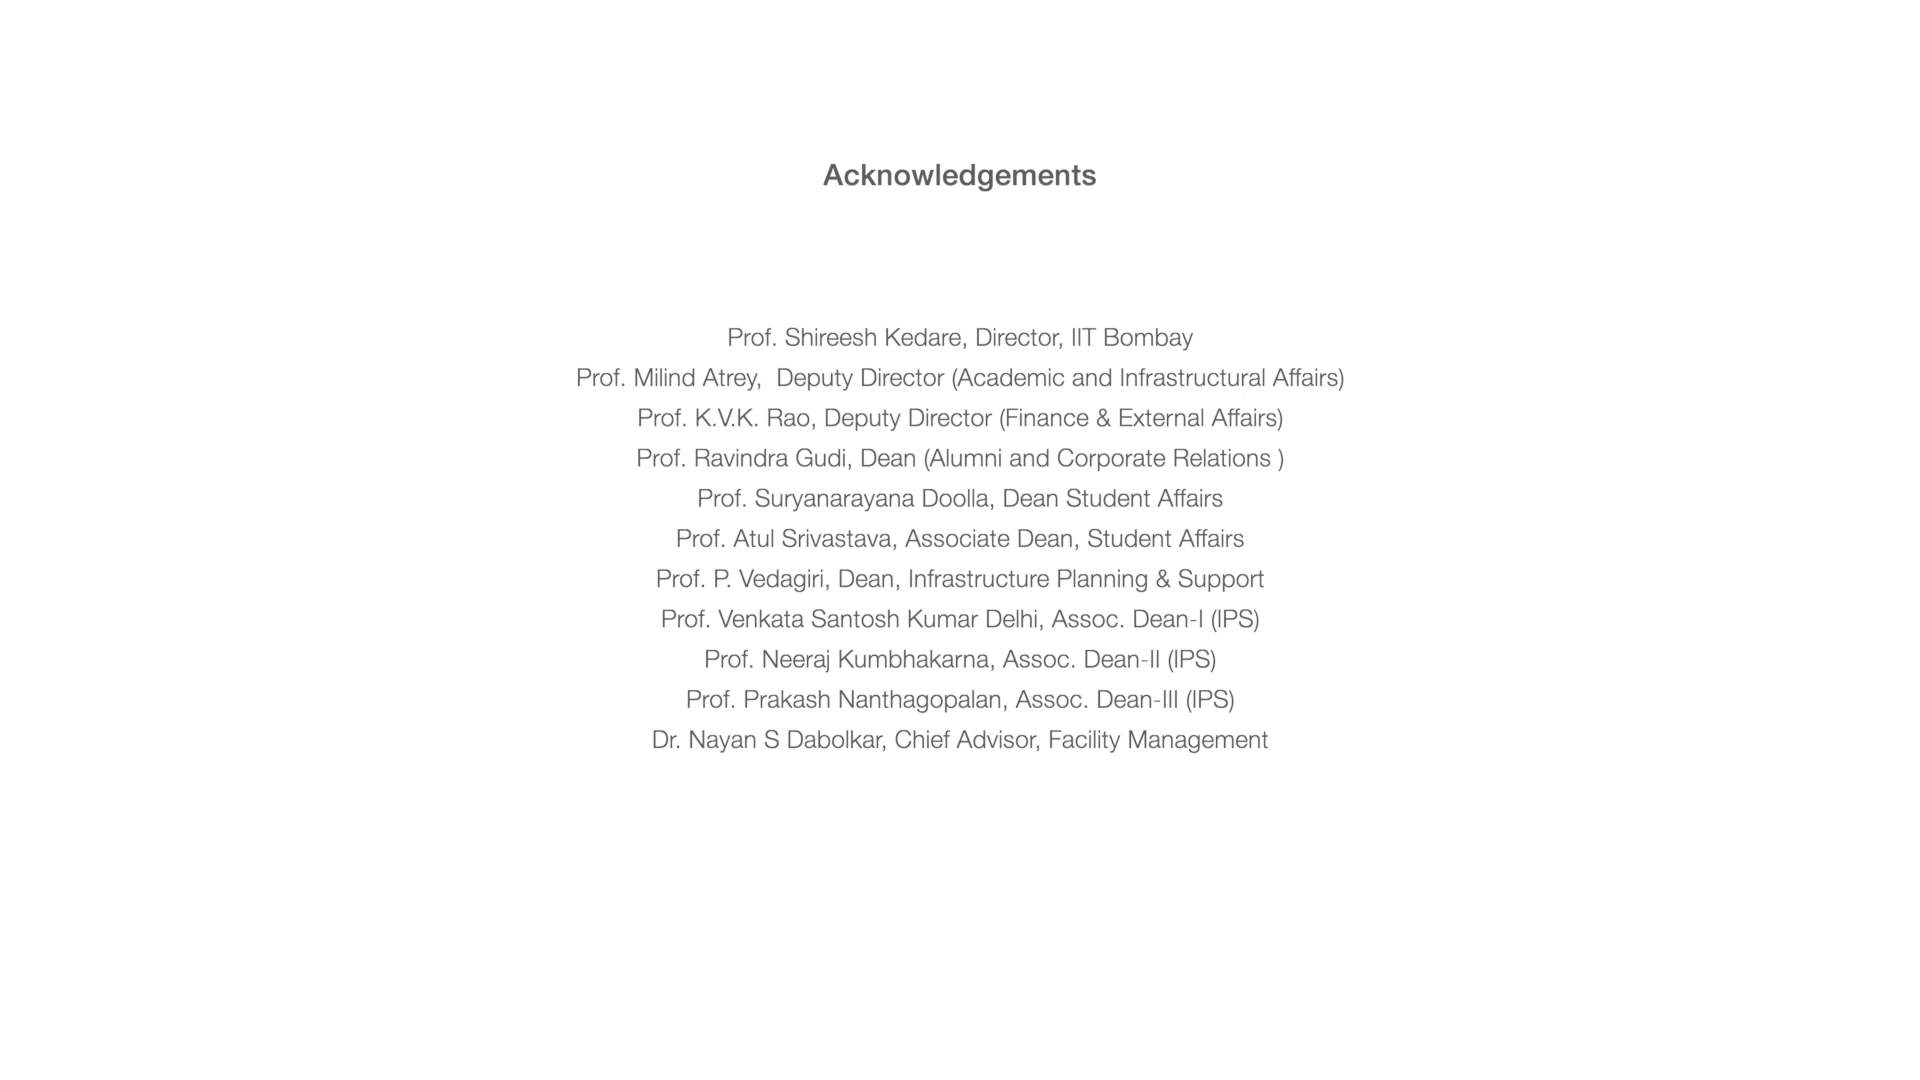 Acknowledgements
Prof. Shireesh Kedare, Director, IIT Bombay
Prof. Milind Atrey,  Deputy Director (Academic and Infrastructural Affairs)
Prof. K.V.K. Rao, Deputy Director (Finance & External Affairs)
Prof. Ravindra Gudi, Dean (Alumni and Corporate Relations )
Prof. Suryanarayana Doolla, Dean Student Affairs
Prof. Atul Srivastava, Associate Dean, Student Affairs
Prof. P. Vedagiri, Dean, Infrastructure Planning & Support
Prof. Venkata Santosh Kumar Delhi, Assoc. Dean-I (IPS)
Prof. Neeraj Kumbhakarna, Assoc. Dean-II (IPS)
Prof. Prakash Nanthagopalan, Assoc. Dean-III (IPS)
Dr. Nayan S Dabolkar, Chief Advisor, Facility Management